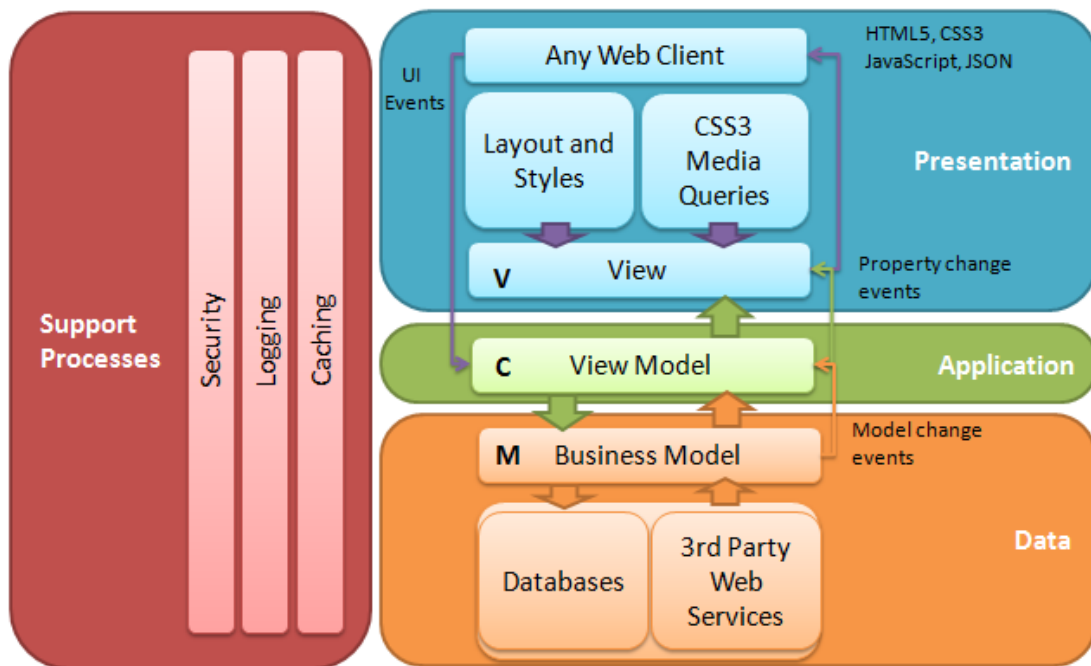 Support
Processes
Security
Logging
Caching
Any Web Client
HTML5, CSS3
JavaScript, JSON
UI
Events
Layout and
Styles
CSS3
Media
Queries
Presentation
V View
Property change
events
C View Model
Application
M Business Model
Model change
events
Databases
3rd Party
Web
Services
Data